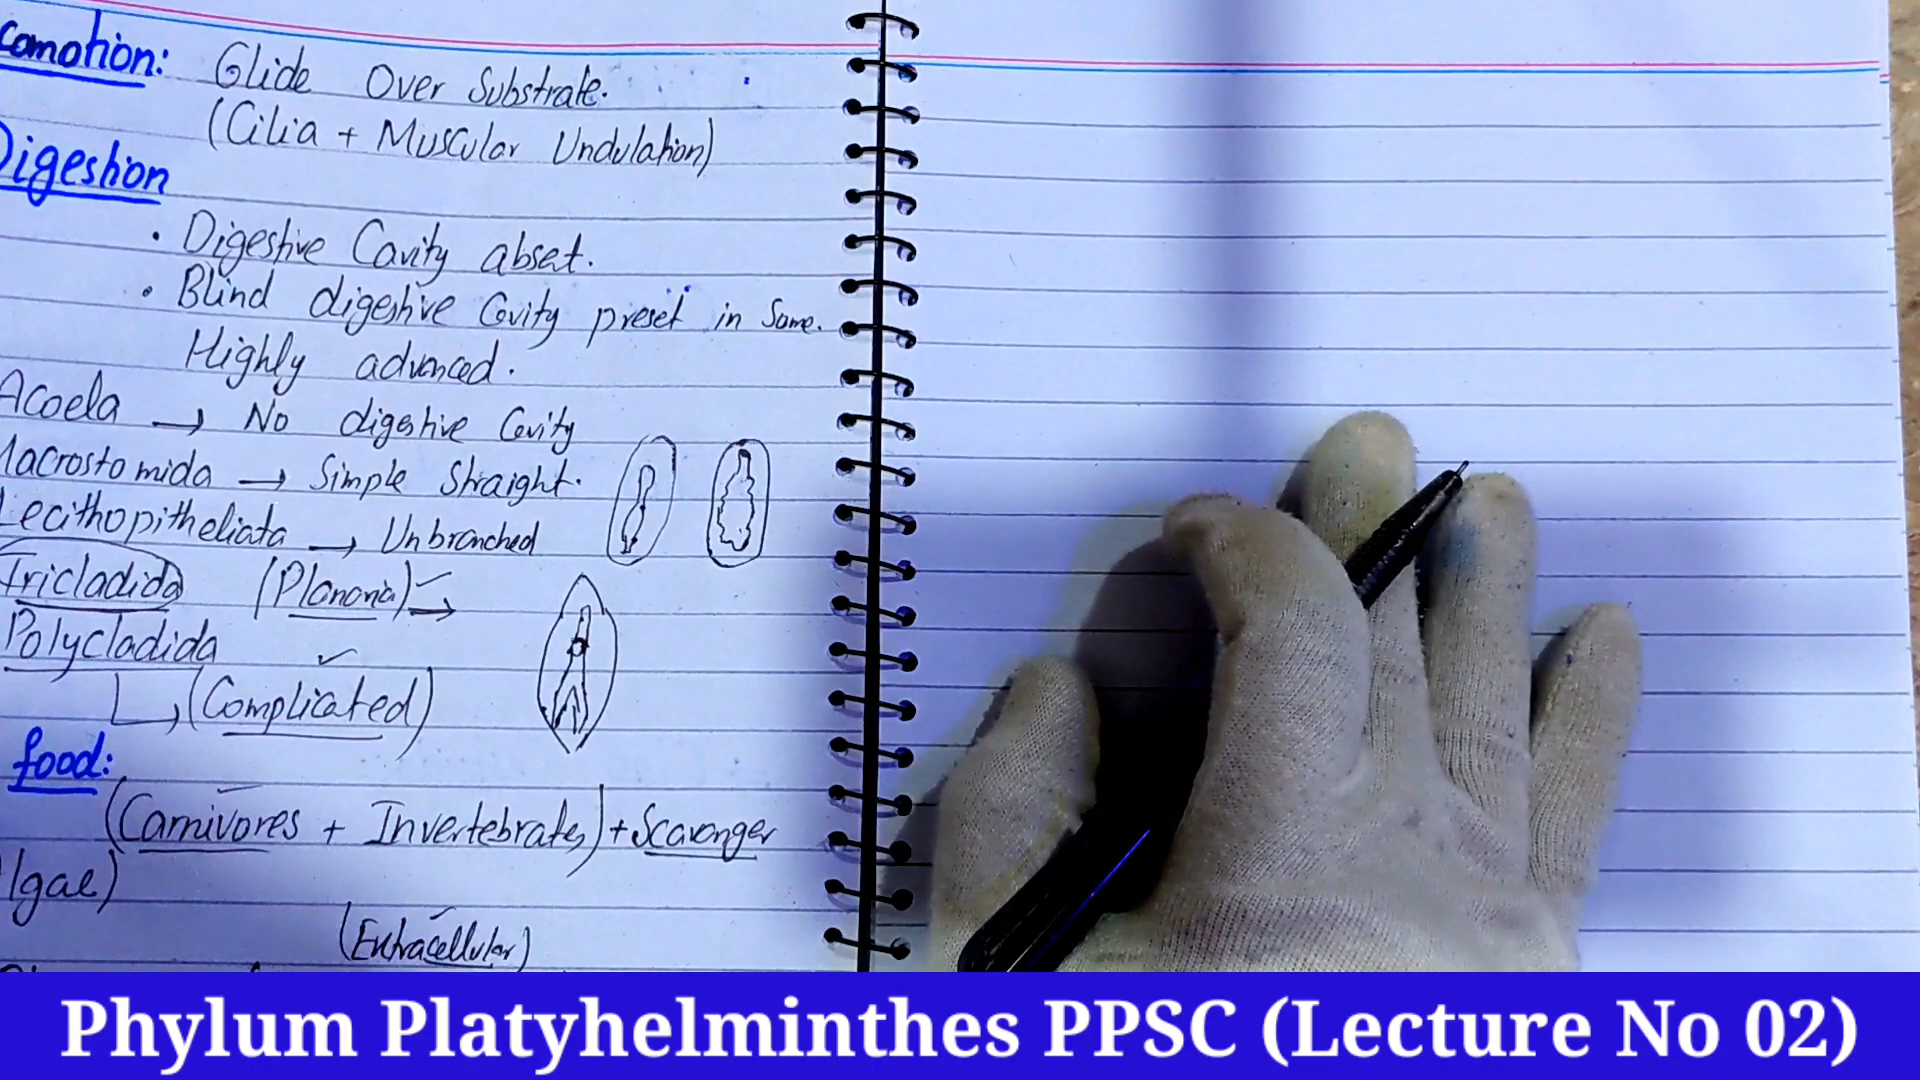 comotion: Glide Over Substrate.
(Cilia + Muscular Undulation)
Digestion
• Digestive Cavity abset.
• Blind digestive Cavity preset in Some.
Highly advanced.
Acoela → No digestive Cavity
Macrostomida → Simple Straight.
Lecithopitheliata → Unbranched
Tricladida (Planaria) →
Polycladida
(Complicated)
food:
(Carnivores + Invertebrates) + Scavenger
lgae)
(Extracellular)
Phylum Platyhelminthes PPSC (Lecture No 02)